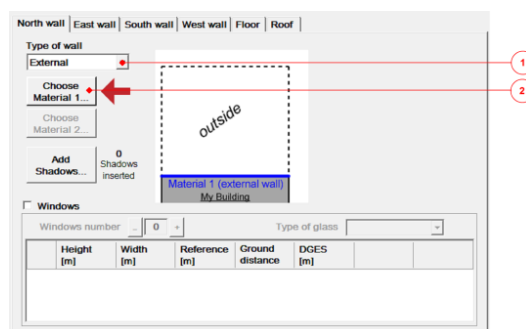 North wall East wall South wall West wall Floor Roof
Type of wall
External
1
Choose
Material 1...
2
Choose
Material 2...
outside
Add
Shadows...
0
Shadows
inserted
Material 1 (external wall)
My Building
Windows
Windows number - 0 + Type of glass
Height
[m]
Width
[m]
Reference
[m]
Ground
distance
DGES
[m]